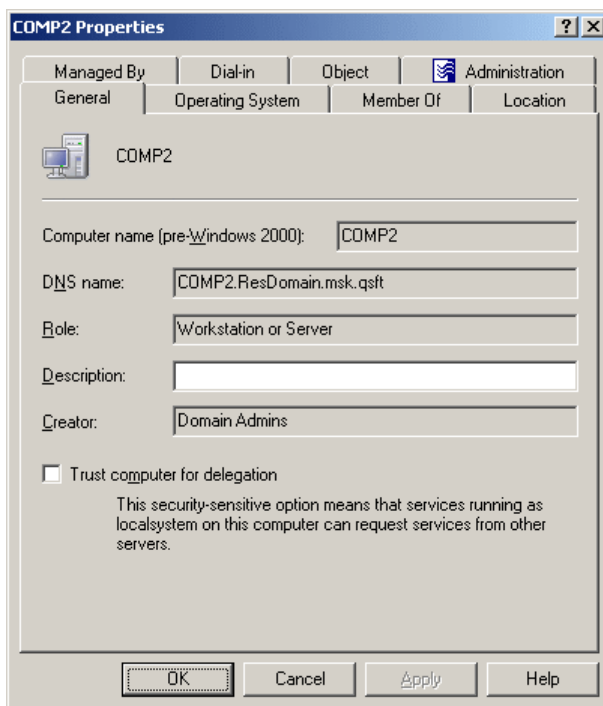 COMP2 Properties
Managed By
Dial-in
Object
Administration
General
Operating System
Member Of
Location
COMP2
Computer name (pre-Windows 2000): COMP2
DNS name: COMP2.ResDomain.msk.qsft
Role: Workstation or Server
Description:
Creator: Domain Admins
Trust computer for delegation
This security-sensitive option means that services running as
localsystem on this computer can request services from other
servers.
OK Cancel Apply Help